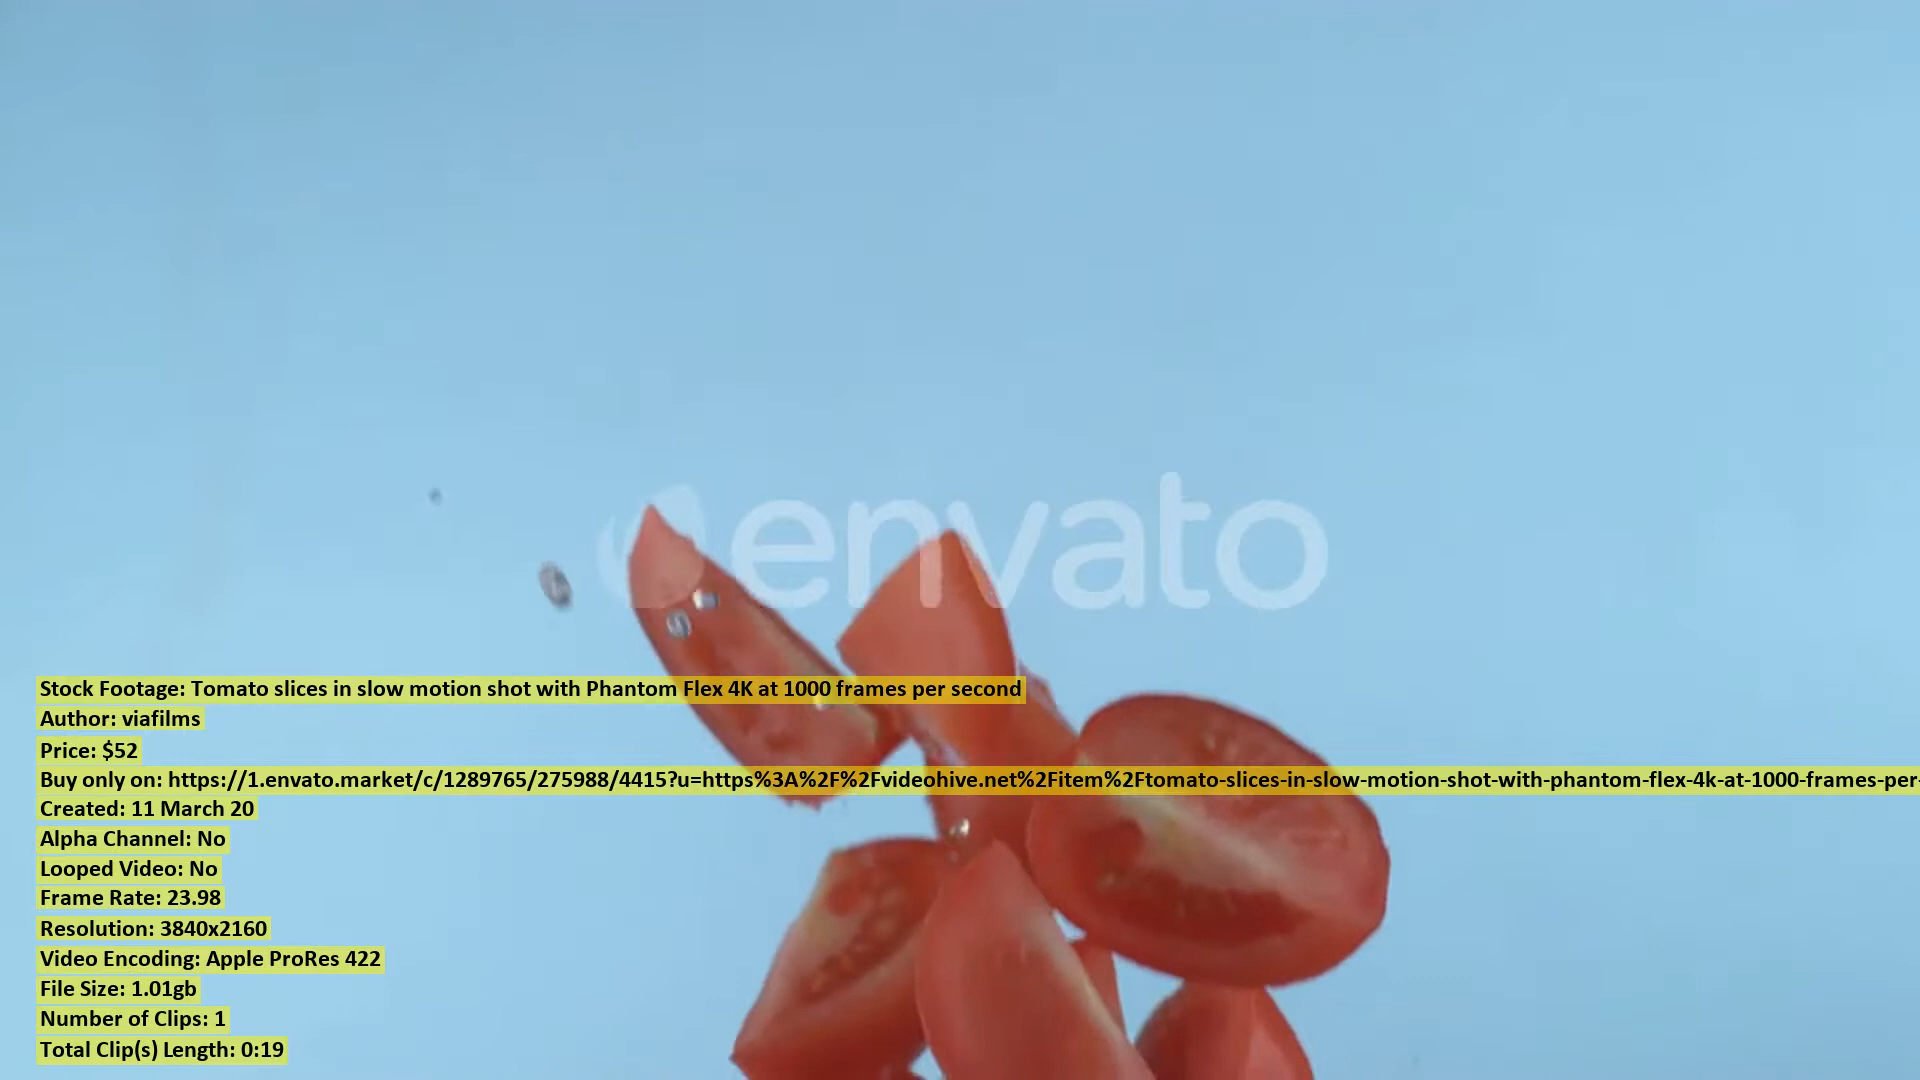 envato
Stock Footage: Tomato slices in slow motion shot with Phantom Flex 4K at 1000 frames per second
Author: viafilms
Price: $52
Buy only on: https://1.envato.market/c/1289765/275988/4415?u=https%3A%2F%2Fvideohive.net%2Fitem%2Ftomato-slices-in-slow-motion-shot-with-phantom-flex-4k-at-1000-frames-per-
Created: 11 March 20
Alpha Channel: No
Looped Video: No
Frame Rate: 23.98
Resolution: 3840x2160
Video Encoding: Apple ProRes 422
File Size: 1.01gb
Number of Clips: 1
Total Clip(s) Length: 0:19